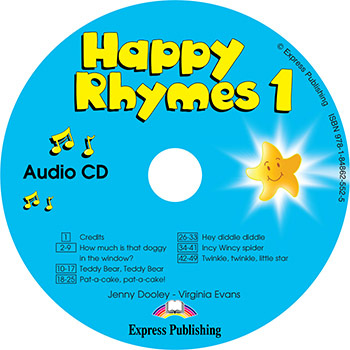 Happy
Rhymes 1
© Express Publishing
ISBN 978-1-84862-552-5
Audio CD
1 Credits
2-9 How much is that doggy
in the window?
10-17 Teddy Bear, Teddy Bear
18-25 Pat-a-cake, pat-a-cake!
26-33 Hey diddle diddle
34-41 Incy Wincy spider
42-49 Twinkle, twinkle, little star
Jenny Dooley - Virginia Evans
Express Publishing